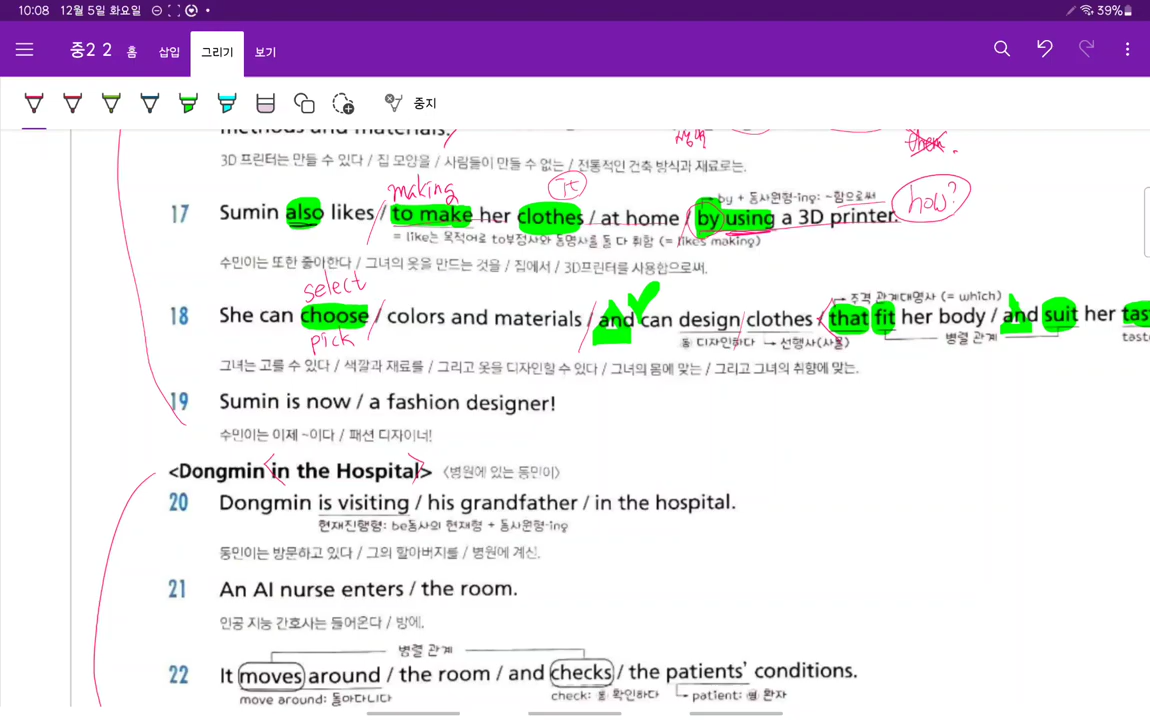 10:08 12월 5일 화요일 39%
중2 2 홈 삽입 그리기 보기
중지
methods and materials.
them.
3D 프린터는 만들 수 있다 / 집 모양을 / 사람들이 만들 수 없는 / 전통적인 건축 방식과 재료로는.
making it
by + 동사원형-ing: ~함으로써 how?
17 Sumin also likes / to make her clothes / at home / by using a 3D printer.
= like는 목적어로 to부정사와 동명사를 둘 다 취함 (= likes making)
수민이는 또한 좋아한다 / 그녀의 옷을 만드는 것을 / 집에서 / 3D프린터를 사용함으로써.
select
주격 관계대명사 (= which)
18 She can choose / colors and materials / and can design clothes / that fit her body / and suit her tas
pick
동 디자인하다 선행사(사물) 병렬 관계 taste
그녀는 고를 수 있다 / 색깔과 재료를 / 그리고 옷을 디자인할 수 있다 / 그녀의 몸에 맞는 / 그리고 그녀의 취향에 맞는.
19 Sumin is now / a fashion designer!
수민이는 이제 ~이다 / 패션 디자이너!
<Dongmin in the Hospital> <병원에 있는 동민이>
20 Dongmin is visiting / his grandfather / in the hospital.
현재진행형: be동사의 현재형 + 동사원형-ing
동민이는 방문하고 있다 / 그의 할아버지를 / 병원에 계신.
21 An AI nurse enters / the room.
인공 지능 간호사는 들어온다 / 방에.
병렬 관계
22 It moves around / the room / and checks / the patients' conditions.
move around: 돌아다니다 check: 동 확인하다 patient: 명 환자